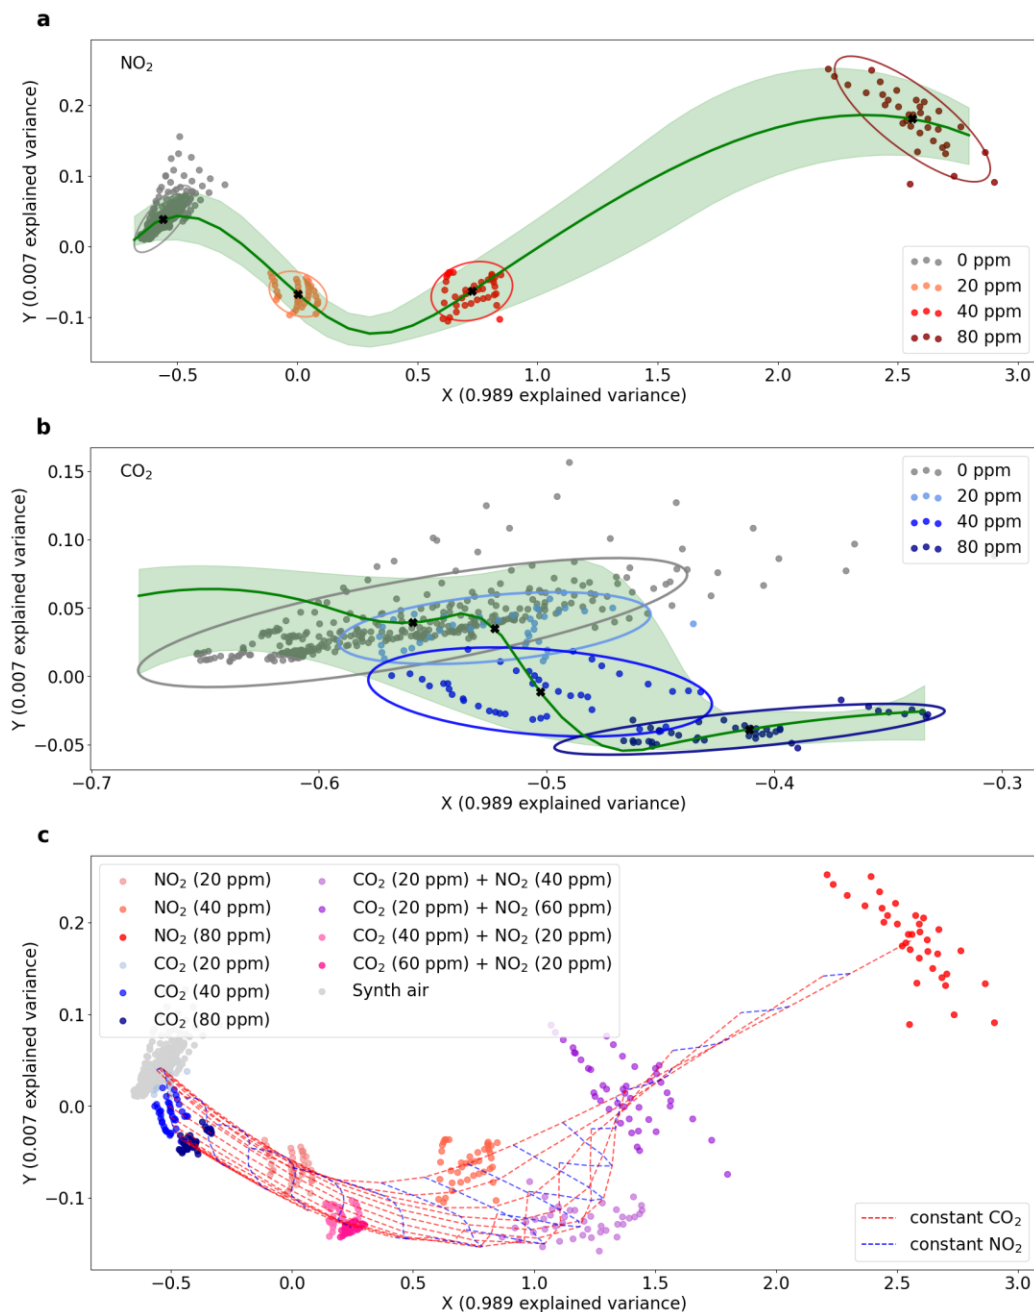 a
NO₂
0.2
0.1
0.0
−0.1
Y (0.007 explained variance)
0 ppm
20 ppm
40 ppm
80 ppm
−0.5
0.0
0.5
1.0
1.5
2.0
2.5
3.0
X (0.989 explained variance)
b
CO₂
0.15
0.10
0.05
0.00
−0.05
Y (0.007 explained variance)
0 ppm
20 ppm
40 ppm
80 ppm
−0.7
−0.6
−0.5
−0.4
−0.3
X (0.989 explained variance)
c
NO₂ (20 ppm)
NO₂ (40 ppm)
NO₂ (80 ppm)
CO₂ (20 ppm)
CO₂ (40 ppm)
CO₂ (80 ppm)
CO₂ (20 ppm) + NO₂ (40 ppm)
CO₂ (20 ppm) + NO₂ (60 ppm)
CO₂ (40 ppm) + NO₂ (20 ppm)
CO₂ (60 ppm) + NO₂ (20 ppm)
Synth air
0.2
0.1
0.0
−0.1
Y (0.007 explained variance)
constant CO₂
constant NO₂
−0.5
0.0
0.5
1.0
1.5
2.0
2.5
3.0
X (0.989 explained variance)